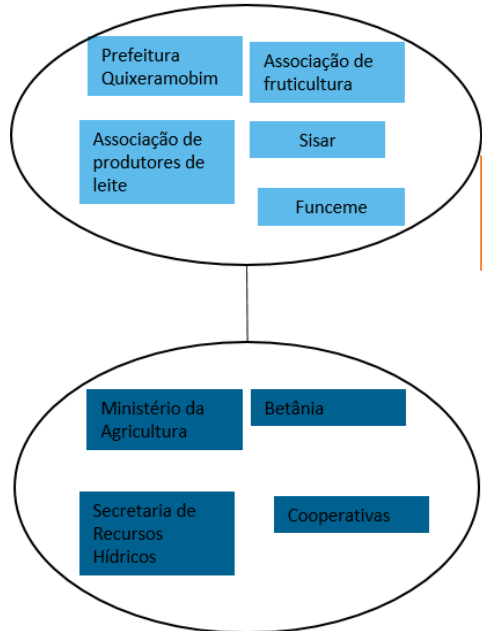 Prefeitura
Quixeramobim
Associação de
fruticultura
Associação de
produtores de
leite
Sisar
Funceme
Ministério da
Agricultura
Betânia
Secretaria de
Recursos
Hídricos
Cooperativas